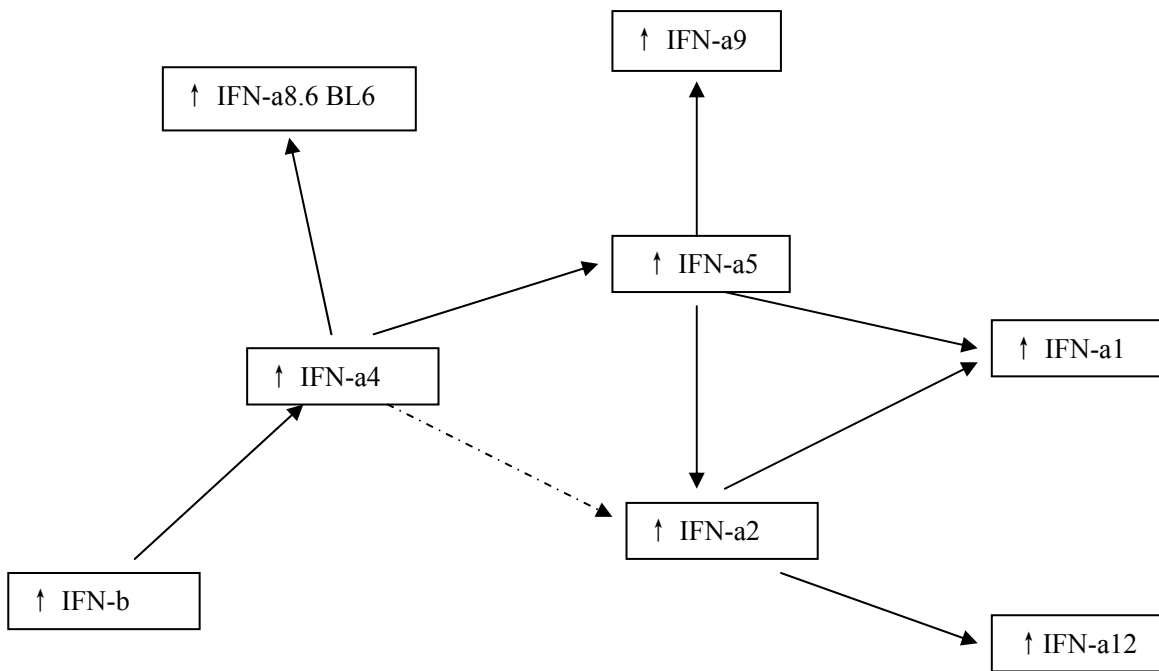 ↑ IFN-a9
↑ IFN-a8.6 BL6
↑ IFN-a5
↑ IFN-a1
↑ IFN-a4
↑ IFN-a2
↑ IFN-b
↑ IFN-a12